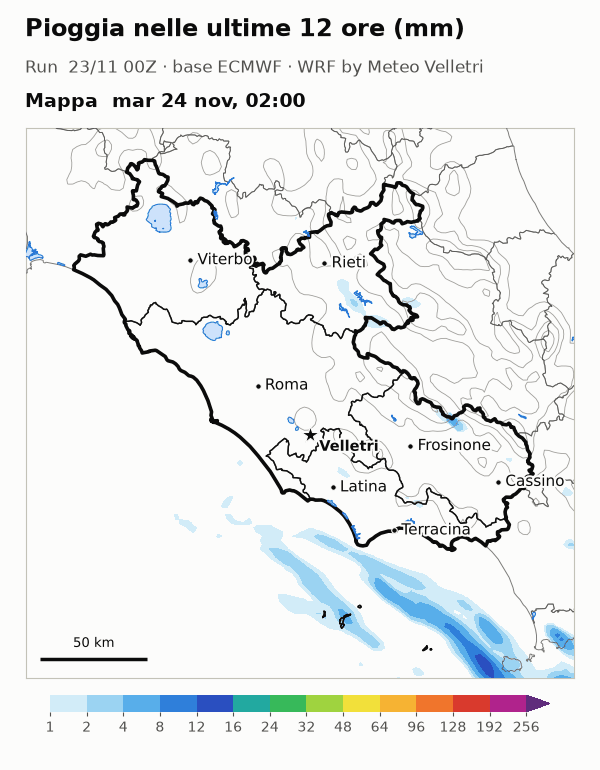 Pioggia nelle ultime 12 ore (mm)
Run  23/11 00Z · base ECMWF · WRF by Meteo Velletri
Mappa  mar 24 nov, 02:00
Viterbo
Rieti
Roma
Velletri
Frosinone
Latina
Cassino
Terracina
50 km
1 2 4 8 12 16 24 32 48 64 96 128 192 256